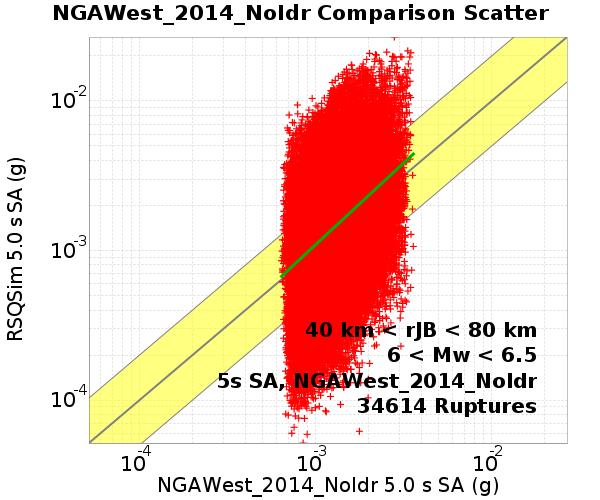 NGAWest_2014_NoIdr Comparison Scatter
RSQSim 5.0 s SA (g)
10-2
10-3
10-4
40 km < rJB < 80 km
6 < Mw < 6.5
5s SA, NGAWest_2014_NoIdr
34614 Ruptures
10-4 10-3 10-2
NGAWest_2014_NoIdr 5.0 s SA (g)